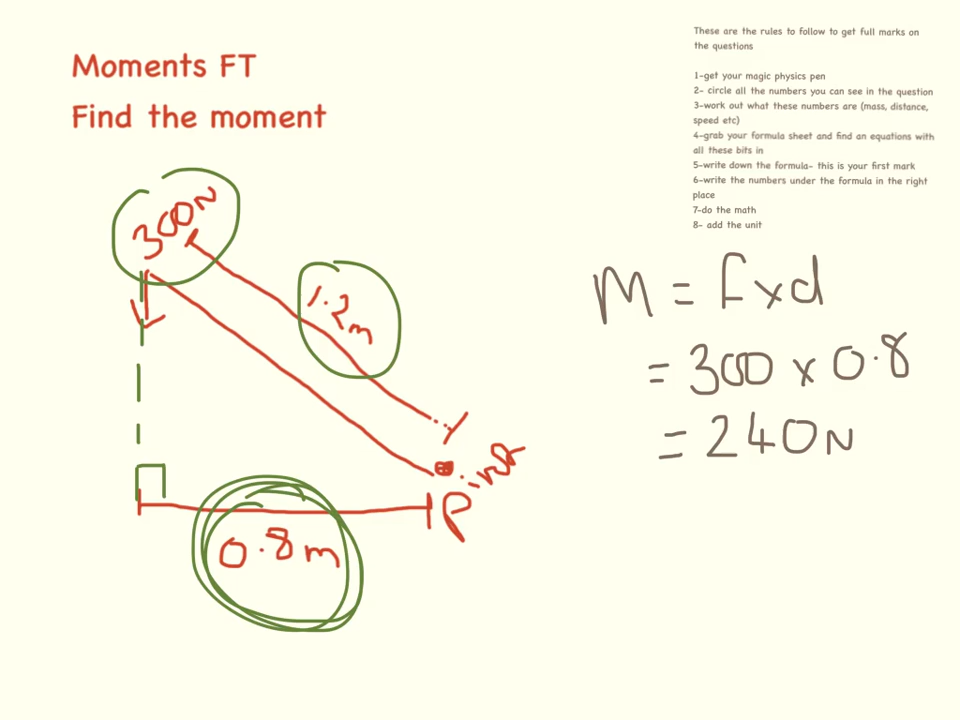 Moments FT
Find the moment
These are the rules to follow to get full marks on
the questions
1-get your magic physics pen
2- circle all the numbers you can see in the question
3-work out what these numbers are (mass, distance,
speed etc)
4-grab your formula sheet and find an equations with
all these bits in
5-write down the formula- this is your first mark
6-write the numbers under the formula in the right
place
7-do the math
8- add the unit
300N
1.2m
0.8m
M = F x d
= 300 x 0.8
= 240N